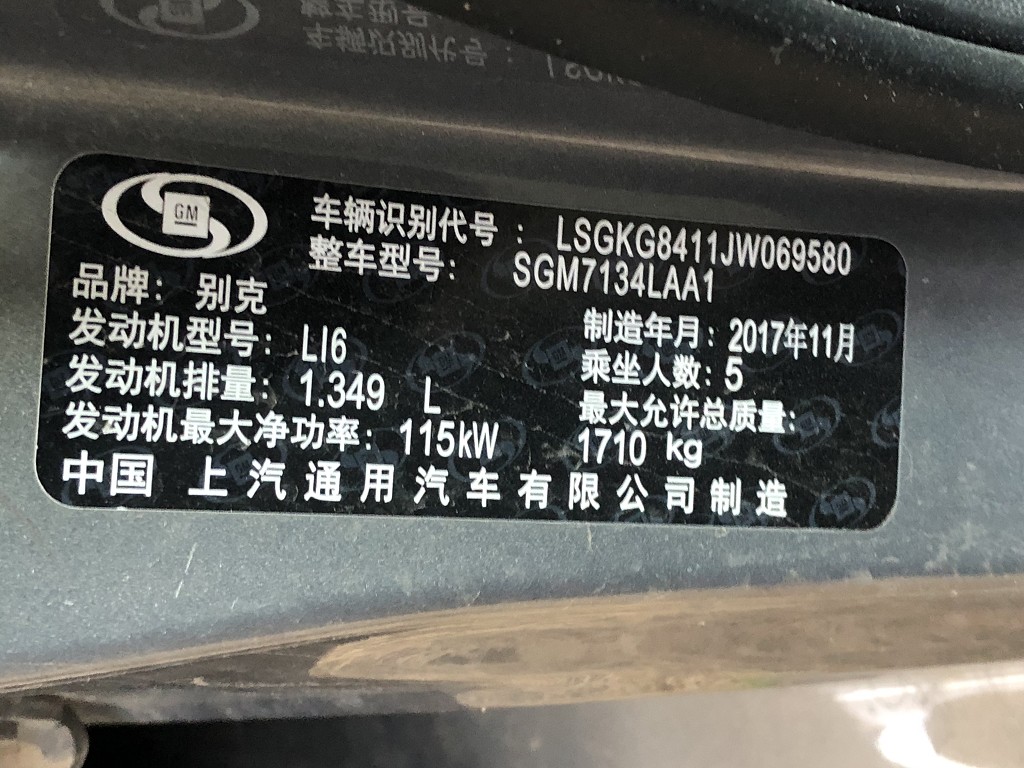 GM
车辆识别代号： LSGKG8411JW069580
整车型号： SGM7134LAA1
品牌： 别克
发动机型号： LI6
制造年月： 2017年11月
发动机排量： 1.349 L
乘坐人数： 5
发动机最大净功率： 115kW
最大允许总质量：
1710 kg
中国 上汽通用汽车有限公司制造